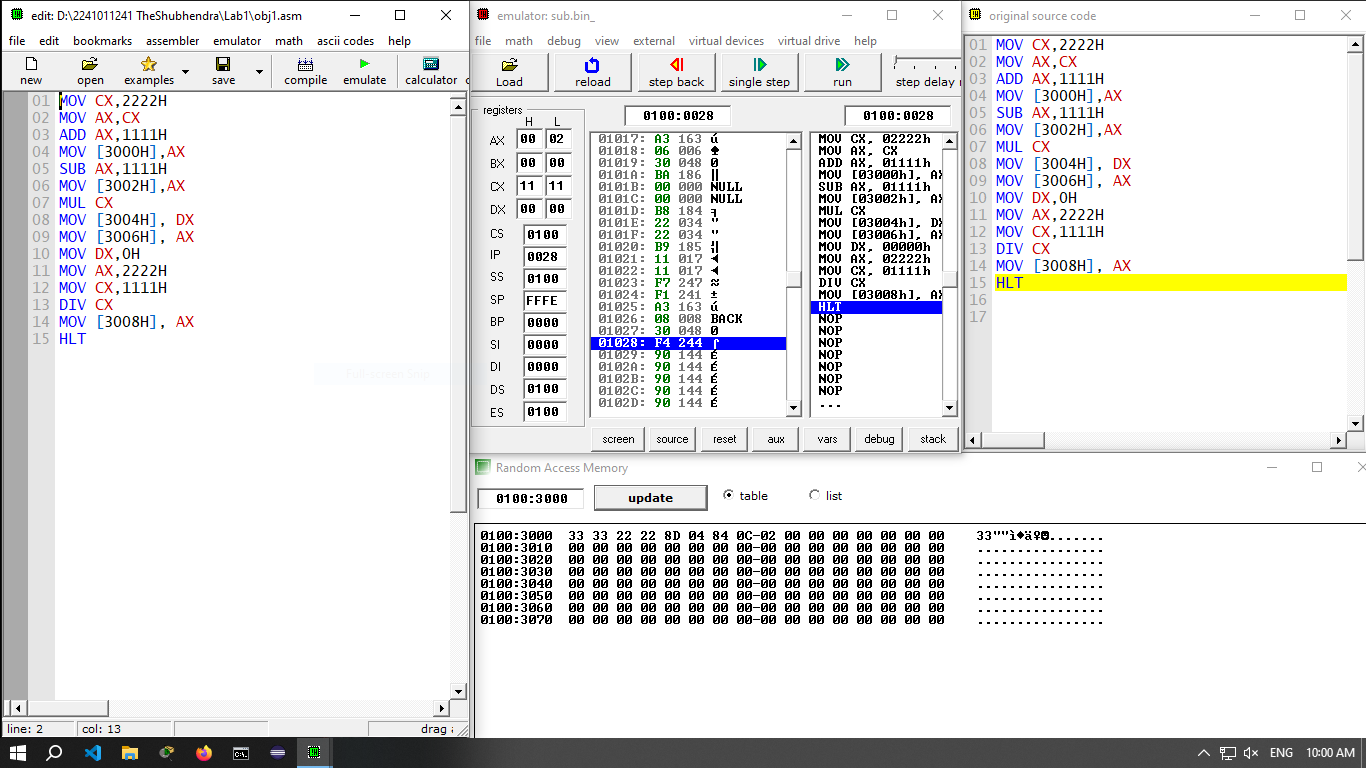 edit: D:\2241011241 TheShubhendra\Lab1\obj1.asm
file edit bookmarks assembler emulator math ascii codes help
new open examples save compile emulate calculator
01 MOV CX,2222H
02 MOV AX,CX
03 ADD AX,1111H
04 MOV [3000H],AX
05 SUB AX,1111H
06 MOV [3002H],AX
07 MUL CX
08 MOV [3004H], DX
09 MOV [3006H], AX
10 MOV DX,0H
11 MOV AX,2222H
12 MOV CX,1111H
13 DIV CX
14 MOV [3008H], AX
15 HLT
line: 2 col: 13 drag
emulator: sub.bin_
file math debug view external virtual devices virtual drive help
Load reload step back single step run step delay
registers
H L
AX 00 02
BX 00 00
CX 11 11
DX 00 00
CS 0100
IP 0028
SS 0100
SP FFFE
BP 0000
SI 0000
DI 0000
DS 0100
ES 0100
0100:0028
01017: A3 163 ú
01018: 06 006 ♠
01019: 30 048 0
0101A: BA 186 ║
0101B: 00 000 NULL
0101C: 00 000 NULL
0101D: B8 184 ╕
0101E: 22 034 "
0101F: 22 034 "
01020: B9 185 ╣
01021: 11 017 ◄
01022: 11 017 ◄
01023: F7 247 ≈
01024: F1 241 ±
01025: A3 163 ú
01026: 08 008 BACK
01027: 30 048 0
01028: F4 244 ⌠
01029: 90 144 É
0102A: 90 144 É
0102B: 90 144 É
0102C: 90 144 É
0102D: 90 144 É
0100:0028
MOV CX, 02222h
MOV AX, CX
ADD AX, 01111h
MOV [03000h], AX
SUB AX, 01111h
MOV [03002h], AX
MUL CX
MOV [03004h], DX
MOV [03006h], AX
MOV DX, 00000h
MOV AX, 02222h
MOV CX, 01111h
DIV CX
MOV [03008h], AX
HLT
NOP
NOP
NOP
NOP
NOP
NOP
NOP
...
screen source reset aux vars debug stack
original source code
01 MOV CX,2222H
02 MOV AX,CX
03 ADD AX,1111H
04 MOV [3000H],AX
05 SUB AX,1111H
06 MOV [3002H],AX
07 MUL CX
08 MOV [3004H], DX
09 MOV [3006H], AX
10 MOV DX,0H
11 MOV AX,2222H
12 MOV CX,1111H
13 DIV CX
14 MOV [3008H], AX
15 HLT
16
17
Random Access Memory
0100:3000 update table list
0100:3000 33 33 22 22 8D 04 84 0C-02 00 00 00 00 00 00 00 33""ì♦ä♀☻.......
0100:3010 00 00 00 00 00 00 00 00-00 00 00 00 00 00 00 00 ................
0100:3020 00 00 00 00 00 00 00 00-00 00 00 00 00 00 00 00 ................
0100:3030 00 00 00 00 00 00 00 00-00 00 00 00 00 00 00 00 ................
0100:3040 00 00 00 00 00 00 00 00-00 00 00 00 00 00 00 00 ................
0100:3050 00 00 00 00 00 00 00 00-00 00 00 00 00 00 00 00 ................
0100:3060 00 00 00 00 00 00 00 00-00 00 00 00 00 00 00 00 ................
0100:3070 00 00 00 00 00 00 00 00-00 00 00 00 00 00 00 00 ................
ENG 10:00 AM